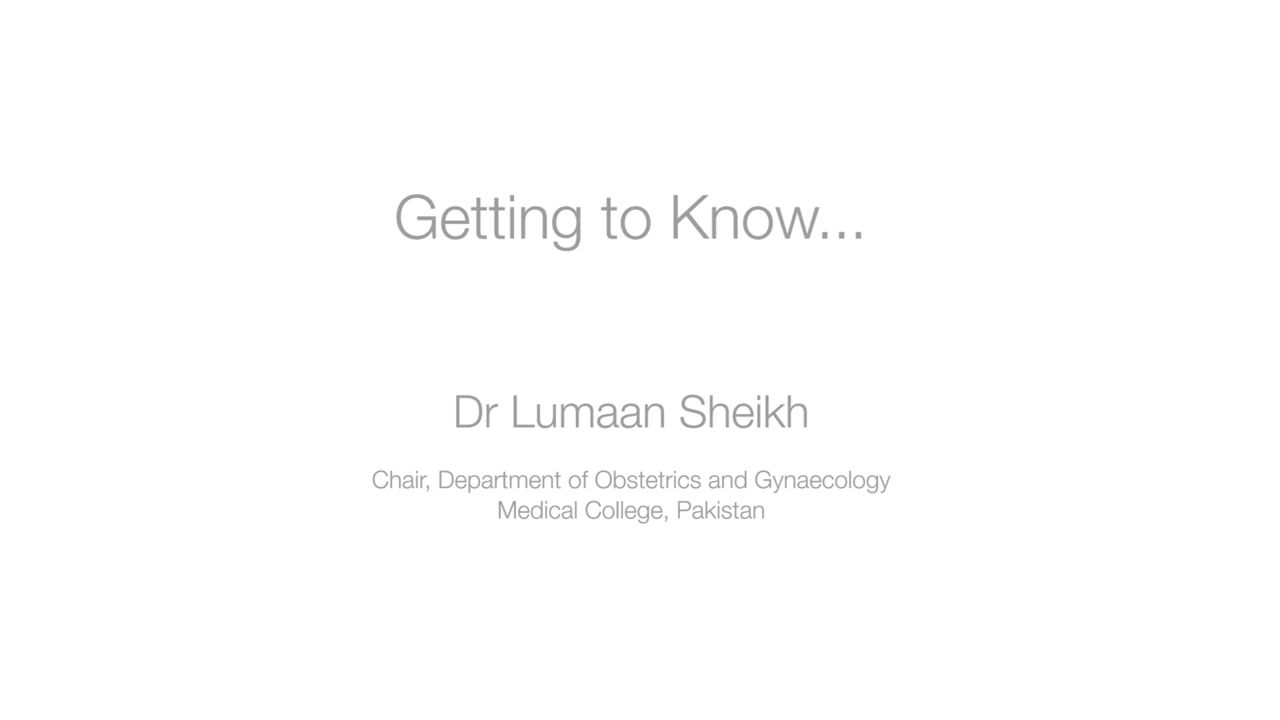 Getting to Know...
Dr Lumaan Sheikh
Chair, Department of Obstetrics and Gynaecology
Medical College, Pakistan